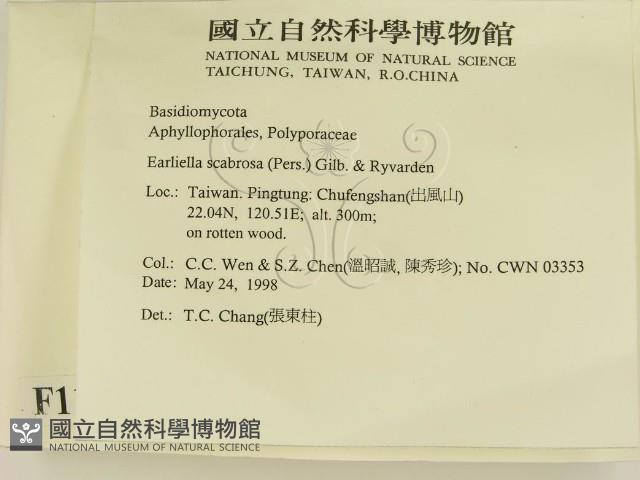 國立自然科學博物館
NATIONAL MUSEUM OF NATURAL SCIENCE
TAICHUNG, TAIWAN, R.O.CHINA
Basidiomycota
Aphyllophorales, Polyporaceae
Earliella scabrosa (Pers.) Gilb. & Ryvarden
Loc.: Taiwan. Pingtung: Chufengshan(出風山)
22.04N, 120.51E; alt. 300m;
on rotten wood.
Col.: C.C. Wen & S.Z. Chen(溫昭誠, 陳秀珍); No. CWN 03353
Date: May 24, 1998
Det.: T.C. Chang(張東柱)
F1
國立自然科學博物館
NATIONAL MUSEUM OF NATURAL SCIENCE